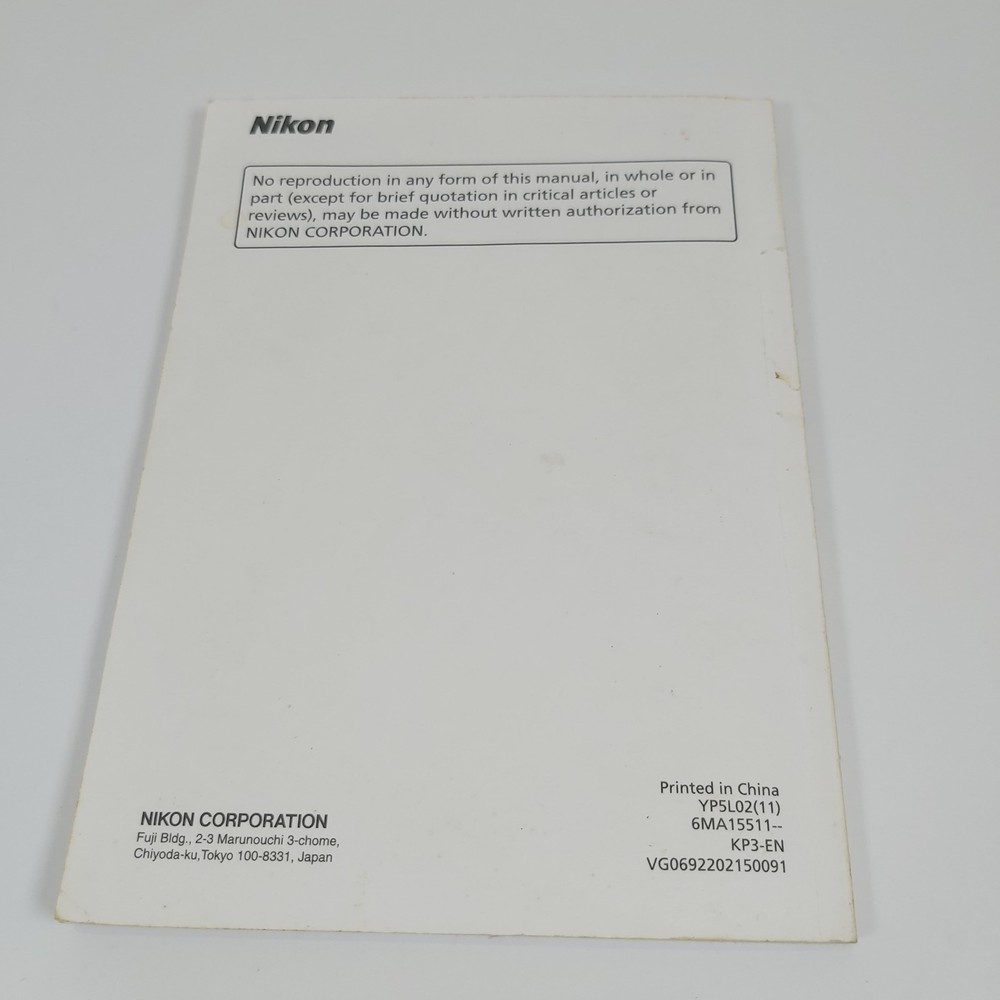 Nikon
No reproduction in any form of this manual, in whole or in
part (except for brief quotation in critical articles or
reviews), may be made without written authorization from
NIKON CORPORATION.
NIKON CORPORATION
Fuji Bldg., 2-3 Marunouchi 3-chome,
Chiyoda-ku,Tokyo 100-8331, Japan
Printed in China
YP5L02(11)
6MA15511--
KP3-EN
VG0692202150091